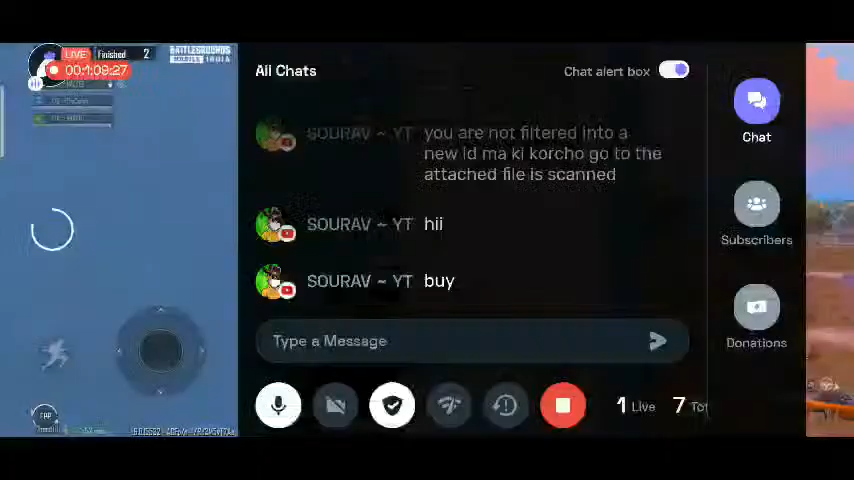 LIVE
Finished 2
BATTLEGROUNDS
MOBILE INDIA
00:1:09:27
All Chats
Chat alert box
SOURAV ~ YT you are not filtered into a
new id ma ki korcho go to the
attached file is scanned
SOURAV ~ YT hii
SOURAV ~ YT buy
Type a Message
1 Live 7 Tot
Chat
Subscribers
Donations
FPP